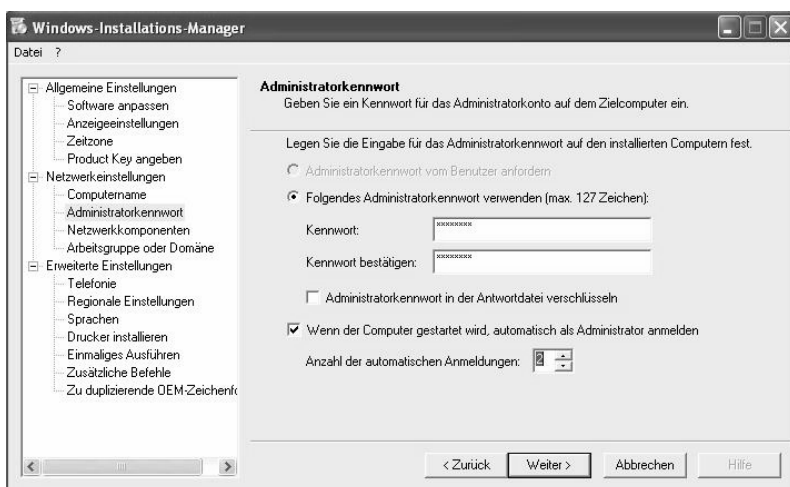 Windows-Installations-Manager
Datei ?
Allgemeine Einstellungen
Software anpassen
Anzeigeeinstellungen
Zeitzone
Product Key angeben
Netzwerkeinstellungen
Computername
Administratorkennwort
Netzwerkkomponenten
Arbeitsgruppe oder Domäne
Erweiterte Einstellungen
Telefonie
Regionale Einstellungen
Sprachen
Drucker installieren
Einmaliges Ausführen
Zusätzliche Befehle
Zu duplizierende OEM-Zeichenfo
Administratorkennwort
Geben Sie ein Kennwort für das Administratorkonto auf dem Zielcomputer ein.
Legen Sie die Eingabe für das Administratorkennwort auf den installierten Computern fest.
Administratorkennwort vom Benutzer anfordern
Folgendes Administratorkennwort verwenden (max. 127 Zeichen):
Kennwort: ××××××××
Kennwort bestätigen: ××××××××
Administratorkennwort in der Antwortdatei verschlüsseln
Wenn der Computer gestartet wird, automatisch als Administrator anmelden
Anzahl der automatischen Anmeldungen: 2
< Zurück Weiter > Abbrechen Hilfe